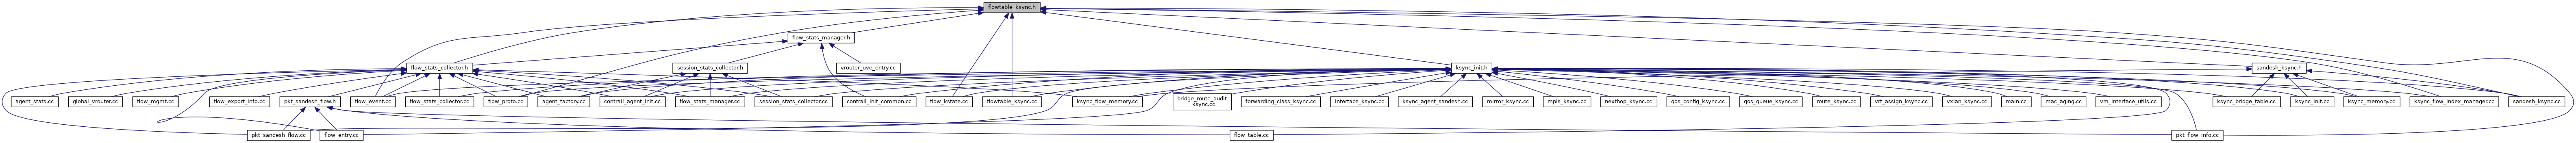 flowtable_ksync.h
flow_stats_manager.h
flow_stats_collector.h
session_stats_collector.h
vrouter_uve_entry.cc
ksync_init.h
sandesh_ksync.h
agent_stats.cc
global_vrouter.cc
flow_mgmt.cc
flow_export_info.cc
pkt_sandesh_flow.h
flow_event.cc
flow_stats_collector.cc
flow_proto.cc
agent_factory.cc
contrail_agent_init.cc
flow_stats_manager.cc
session_stats_collector.cc
contrail_init_common.cc
flow_kstate.cc
flowtable_ksync.cc
ksync_flow_memory.cc
bridge_route_audit
_ksync.cc
forwarding_class_ksync.cc
interface_ksync.cc
ksync_agent_sandesh.cc
mirror_ksync.cc
mpls_ksync.cc
nexthop_ksync.cc
qos_config_ksync.cc
qos_queue_ksync.cc
route_ksync.cc
vrf_assign_ksync.cc
vxlan_ksync.cc
main.cc
mac_aging.cc
vm_interface_utils.cc
ksync_bridge_table.cc
ksync_init.cc
ksync_memory.cc
ksync_flow_index_manager.cc
sandesh_ksync.cc
pkt_sandesh_flow.cc
flow_entry.cc
flow_table.cc
pkt_flow_info.cc